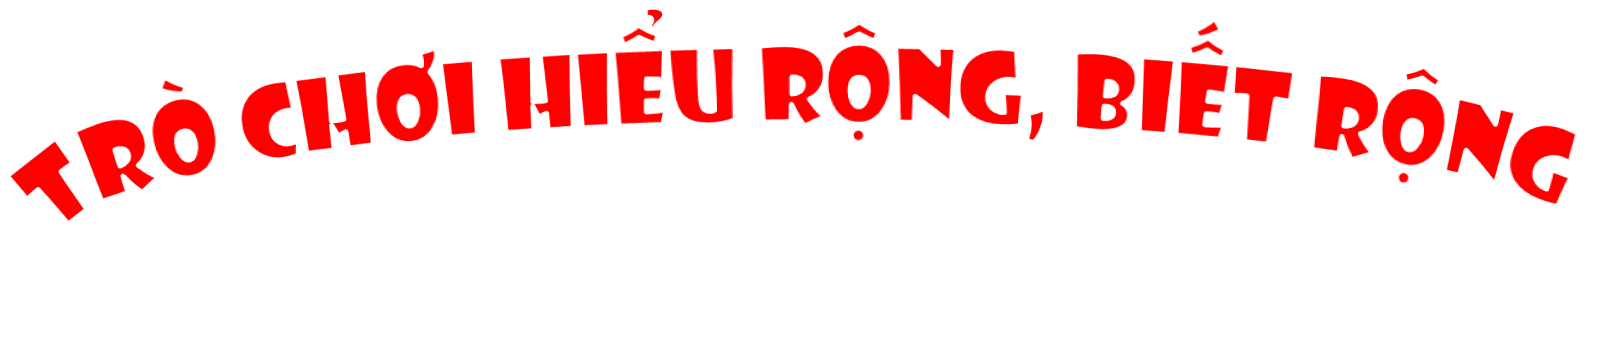 TRÒ CHƠI HIỂU RỘNG, BIẾT RỘNG